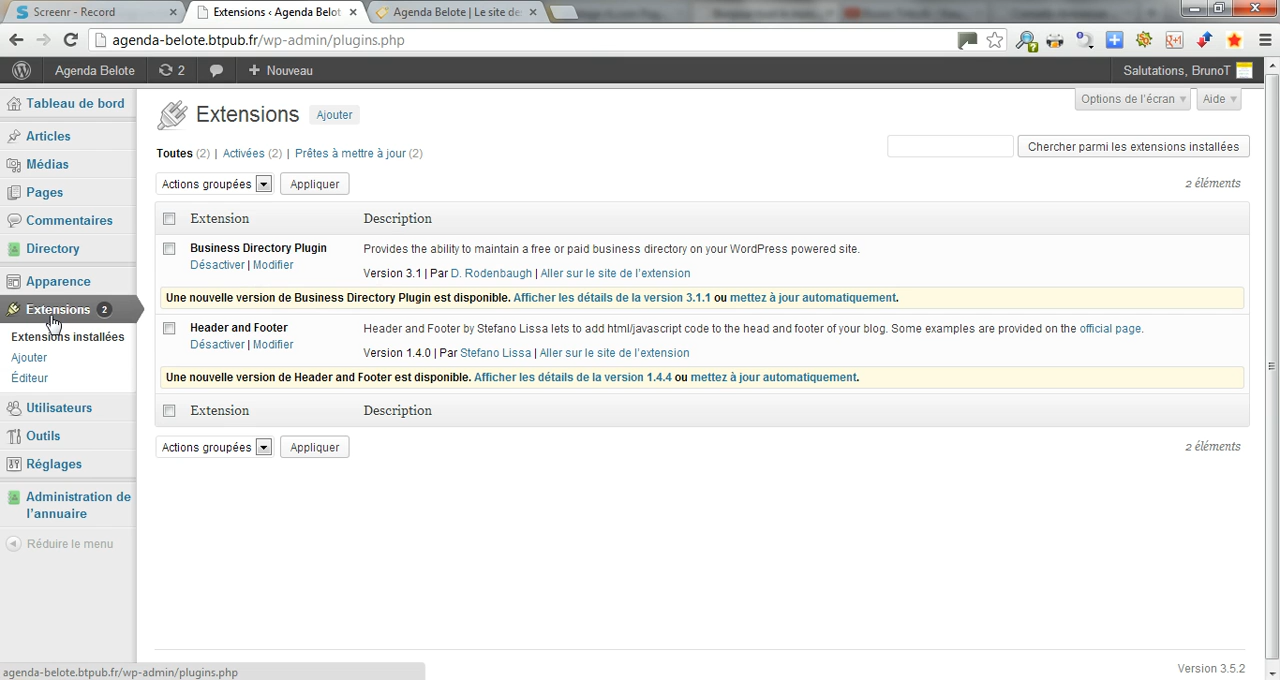 Screenr - Record
Extensions ‹ Agenda Belot
Agenda Belote | Le site de
agenda-belote.btpub.fr/wp-admin/plugins.php
Agenda Belote
2
+ Nouveau
Salutations, BrunoT
Tableau de bord
Articles
Médias
Pages
Commentaires
Directory
Apparence
Extensions 2
Extensions installées
Ajouter
Éditeur
Utilisateurs
Outils
Réglages
Administration de
l'annuaire
Réduire le menu
Options de l'écran
Aide
Extensions
Ajouter
Toutes (2) | Activées (2) | Prêtes à mettre à jour (2)
Chercher parmi les extensions installées
Actions groupées
Appliquer
2 éléments
Extension
Description
Business Directory Plugin
Désactiver | Modifier
Provides the ability to maintain a free or paid business directory on your WordPress powered site.
Version 3.1 | Par D. Rodenbaugh | Aller sur le site de l'extension
Une nouvelle version de Business Directory Plugin est disponible. Afficher les détails de la version 3.1.1 ou mettez à jour automatiquement.
Header and Footer
Désactiver | Modifier
Header and Footer by Stefano Lissa lets to add html/javascript code to the head and footer of your blog. Some examples are provided on the official page.
Version 1.4.0 | Par Stefano Lissa | Aller sur le site de l'extension
Une nouvelle version de Header and Footer est disponible. Afficher les détails de la version 1.4.4 ou mettez à jour automatiquement.
Extension
Description
Actions groupées
Appliquer
2 éléments
Version 3.5.2
agenda-belote.btpub.fr/wp-admin/plugins.php